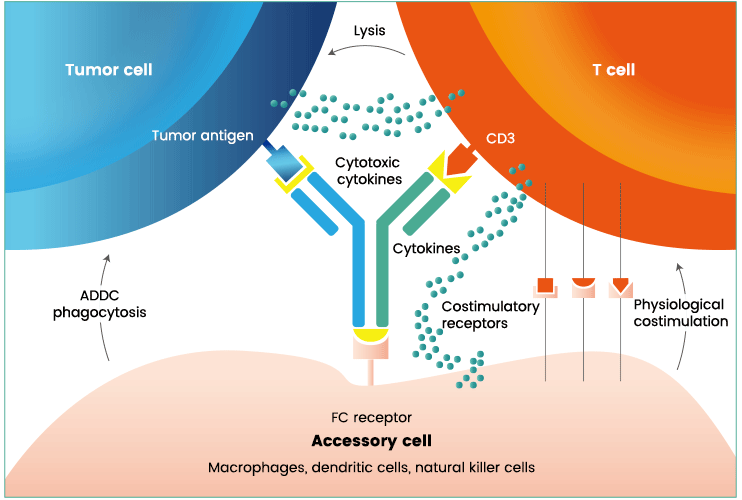 Lysis
Tumor cell
T cell
Tumor antigen
CD3
Cytotoxic
cytokines
Cytokines
ADDC
phagocytosis
Costimulatory
receptors
Physiological
costimulation
FC receptor
Accessory cell
Macrophages, dendritic cells, natural killer cells